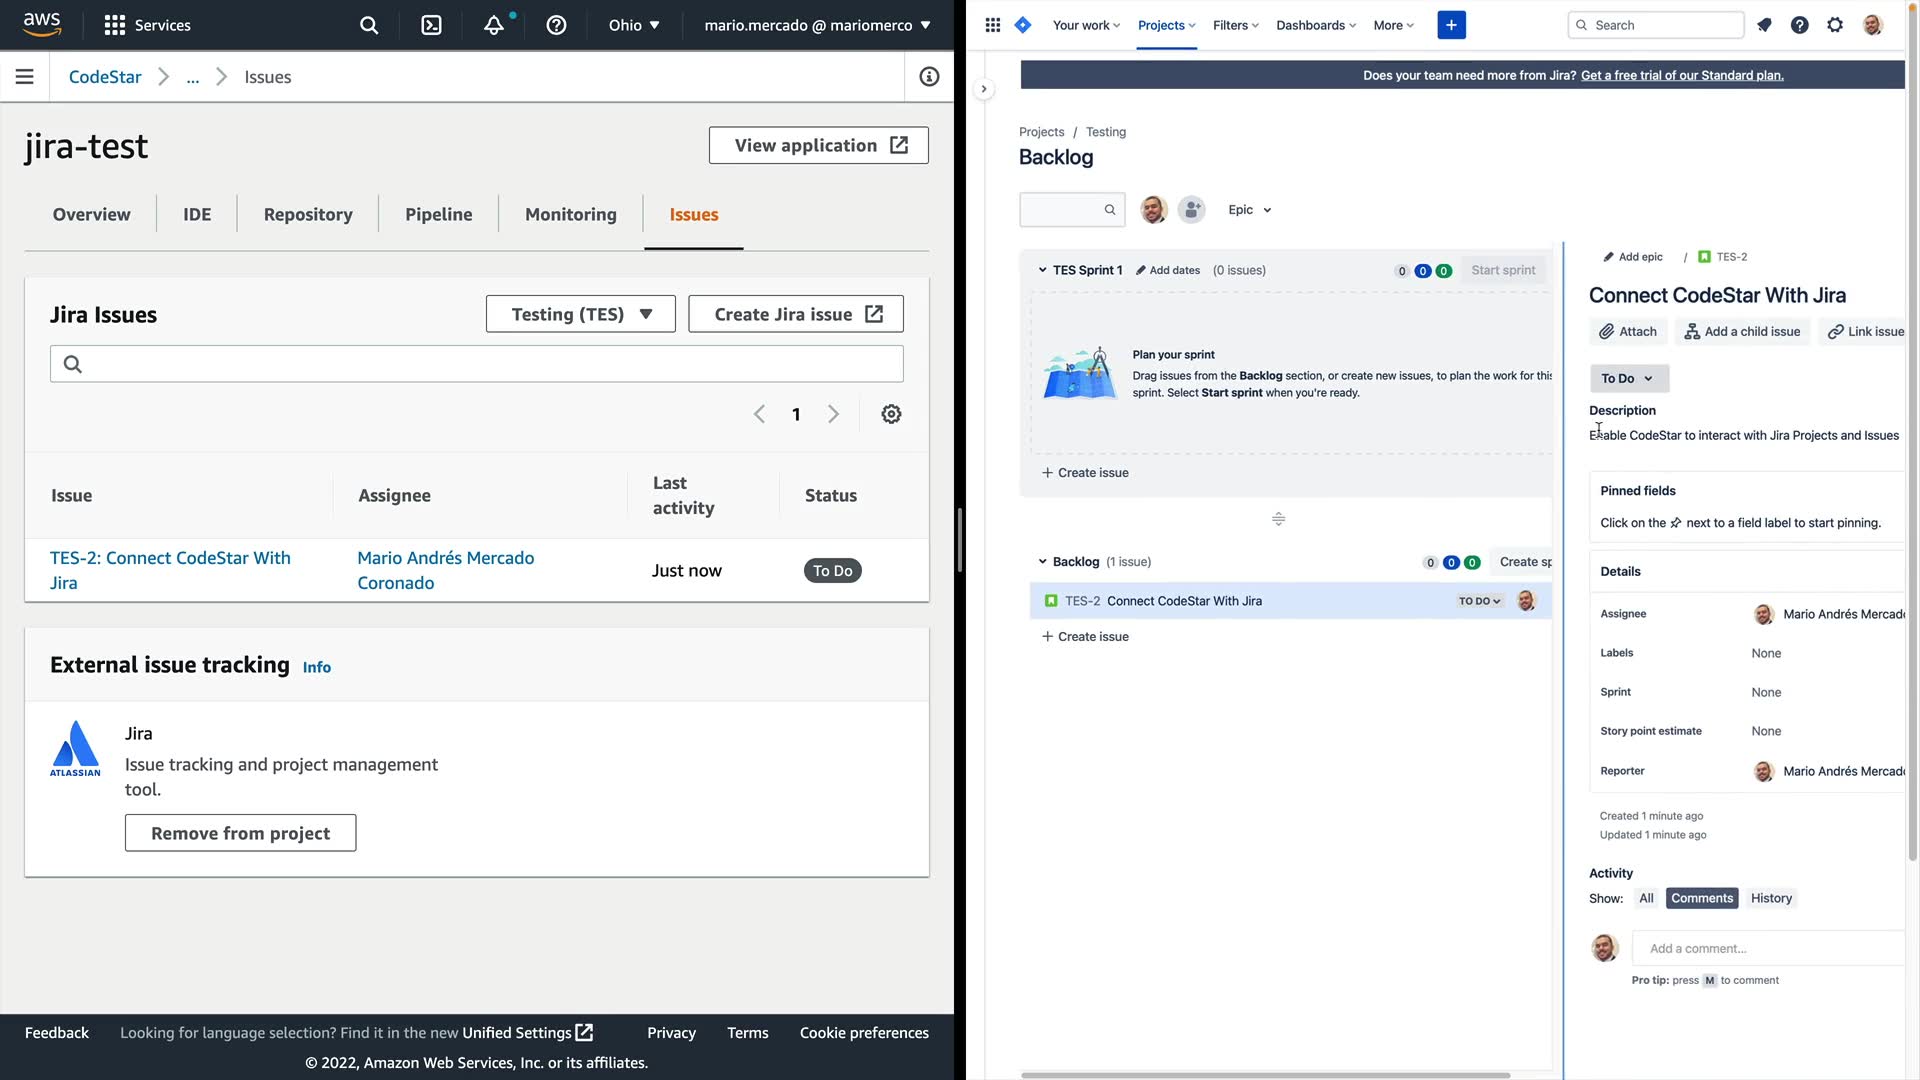 aws
Services
Ohio
mario.mercado @ mariomerco
CodeStar
...
Issues
jira-test
View application
Overview
IDE
Repository
Pipeline
Monitoring
Issues
Jira Issues
Testing (TES)
Create Jira issue
1
Issue
Assignee
Last
activity
Status
TES-2: Connect CodeStar With
Jira
Mario Andrés Mercado
Coronado
Just now
To Do
External issue tracking
Info
ATLASSIAN
Jira
Issue tracking and project management
tool.
Remove from project
Feedback
Looking for language selection? Find it in the new Unified Settings
Privacy
Terms
Cookie preferences
© 2022, Amazon Web Services, Inc. or its affiliates.
Your work
Projects
Filters
Dashboards
More
+
Search
Does your team need more from Jira? Get a free trial of our Standard plan.
Projects / Testing
Backlog
Epic
TES Sprint 1
Add dates
(0 issues)
0 0 0
Start sprint
Plan your sprint
Drag issues from the Backlog section, or create new issues, to plan the work for this
sprint. Select Start sprint when you're ready.
+ Create issue
Backlog (1 issue)
0 0 0
Create sp
TES-2 Connect CodeStar With Jira
TO DO
+ Create issue
Add epic / TES-2
Connect CodeStar With Jira
Attach
Add a child issue
Link issue
To Do
Description
Enable CodeStar to interact with Jira Projects and Issues
Pinned fields
Click on the next to a field label to start pinning.
Details
Assignee
Mario Andrés Mercado
Labels
None
Sprint
None
Story point estimate
None
Reporter
Mario Andrés Mercado
Created 1 minute ago
Updated 1 minute ago
Activity
Show: All Comments History
Add a comment...
Pro tip: press M to comment